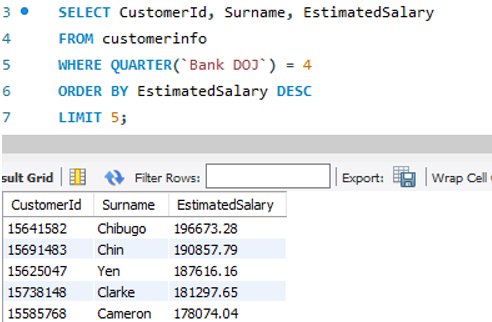 3 SELECT CustomerId, Surname, EstimatedSalary
4 FROM customerinfo
5 WHERE QUARTER(`Bank DOJ`) = 4
6 ORDER BY EstimatedSalary DESC
7 LIMIT 5;
sult Grid Filter Rows: Export: Wrap Cell
CustomerId Surname EstimatedSalary
15641582 Chibugo 196673.28
15691483 Chin 190857.79
15625047 Yen 187616.16
15738148 Clarke 181297.65
15585768 Cameron 178074.04